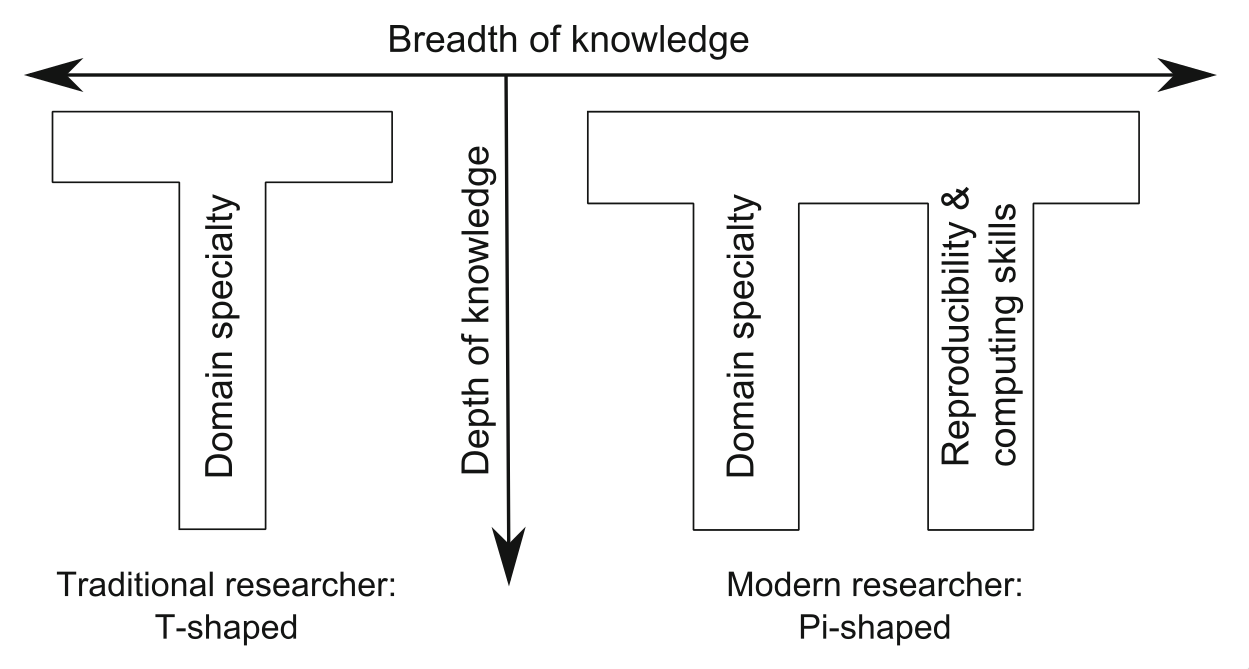 Breadth of knowledge
Domain specialty
Depth of knowledge
Domain specialty
Reproducibility &
computing skills
Traditional researcher:
T-shaped
Modern researcher:
Pi-shaped